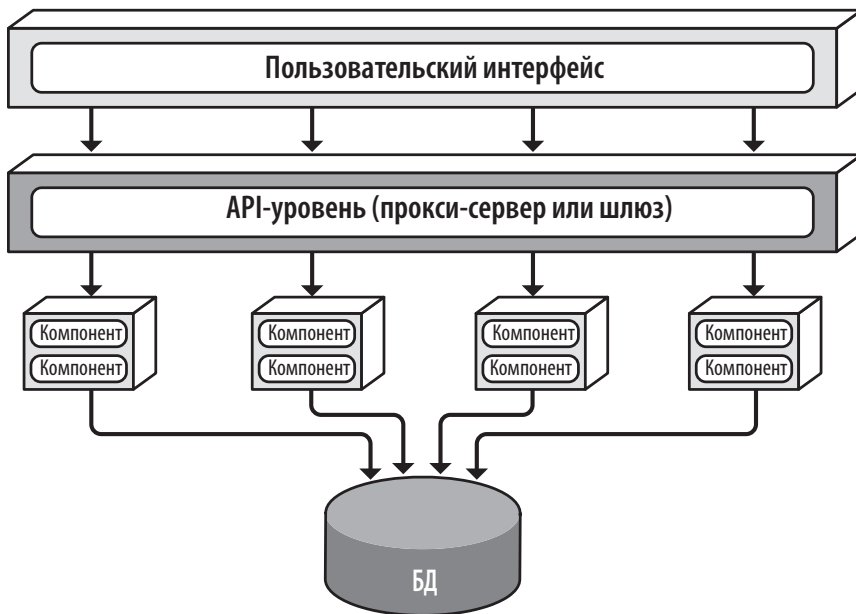 Пользовательский интерфейс
API-уровень (прокси-сервер или шлюз)
Компонент
Компонент
Компонент
Компонент
Компонент
Компонент
Компонент
Компонент
БД